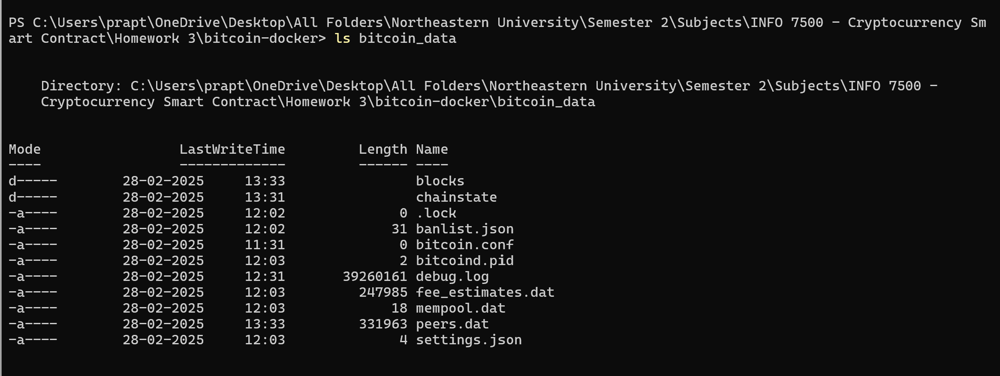 PS C:\Users\prapt\OneDrive\Desktop\All Folders\Northeastern University\Semester 2\Subjects\INFO 7500 - Cryptocurrency Sm
art Contract\Homework 3\bitcoin-docker> ls bitcoin_data
Directory: C:\Users\prapt\OneDrive\Desktop\All Folders\Northeastern University\Semester 2\Subjects\INFO 7500 -
Cryptocurrency Smart Contract\Homework 3\bitcoin-docker\bitcoin_data
Mode                 LastWriteTime         Length Name
----                 -------------         ------ ----
d-----        28-02-2025     13:33                blocks
d-----        28-02-2025     13:31                chainstate
-a----        28-02-2025     12:02              0 .lock
-a----        28-02-2025     12:02             31 banlist.json
-a----        28-02-2025     11:31              0 bitcoin.conf
-a----        28-02-2025     12:03              2 bitcoind.pid
-a----        28-02-2025     12:31       39260161 debug.log
-a----        28-02-2025     12:03         247985 fee_estimates.dat
-a----        28-02-2025     12:03             18 mempool.dat
-a----        28-02-2025     13:33         331963 peers.dat
-a----        28-02-2025     12:03              4 settings.json